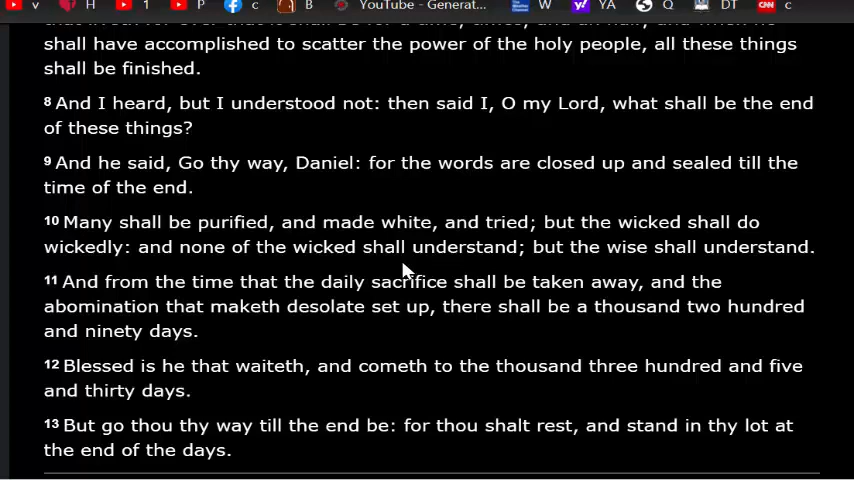 v H 1 P c B YouTube - Generat... W YA Q DT c
shall have accomplished to scatter the power of the holy people, all these things
shall be finished.
8 And I heard, but I understood not: then said I, O my Lord, what shall be the end
of these things?
9 And he said, Go thy way, Daniel: for the words are closed up and sealed till the
time of the end.
10 Many shall be purified, and made white, and tried; but the wicked shall do
wickedly: and none of the wicked shall understand; but the wise shall understand.
11 And from the time that the daily sacrifice shall be taken away, and the
abomination that maketh desolate set up, there shall be a thousand two hundred
and ninety days.
12 Blessed is he that waiteth, and cometh to the thousand three hundred and five
and thirty days.
13 But go thou thy way till the end be: for thou shalt rest, and stand in thy lot at
the end of the days.